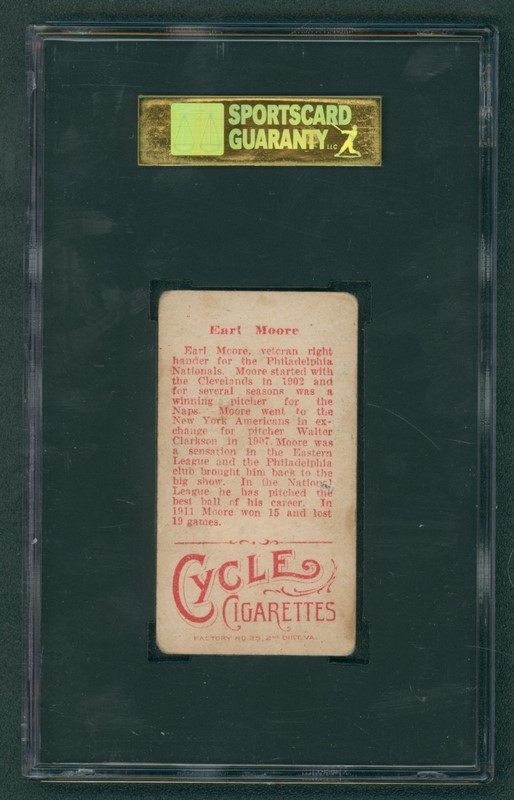 SPORTSCARD
GUARANTY LLC
Earl Moore
Earl Moore, veteran right
hander for the Philadelphia
Nationals. Moore started with
the Clevelands in 1902 and
for several seasons was a
winning pitcher for the
Naps. Moore went to the
New York Americans in ex-
change for pitcher Walter
Clarkson in 1907. Moore was
a sensation in the Eastern
League and the Philadelphia
club brought him back to the
big show. In the National
League he has pitched the
best ball of his career. In
1911 Moore won 15 and lost
19 games.
CYCLE
CIGARETTES
FACTORY NO. 25, 2ND DIST. VA.